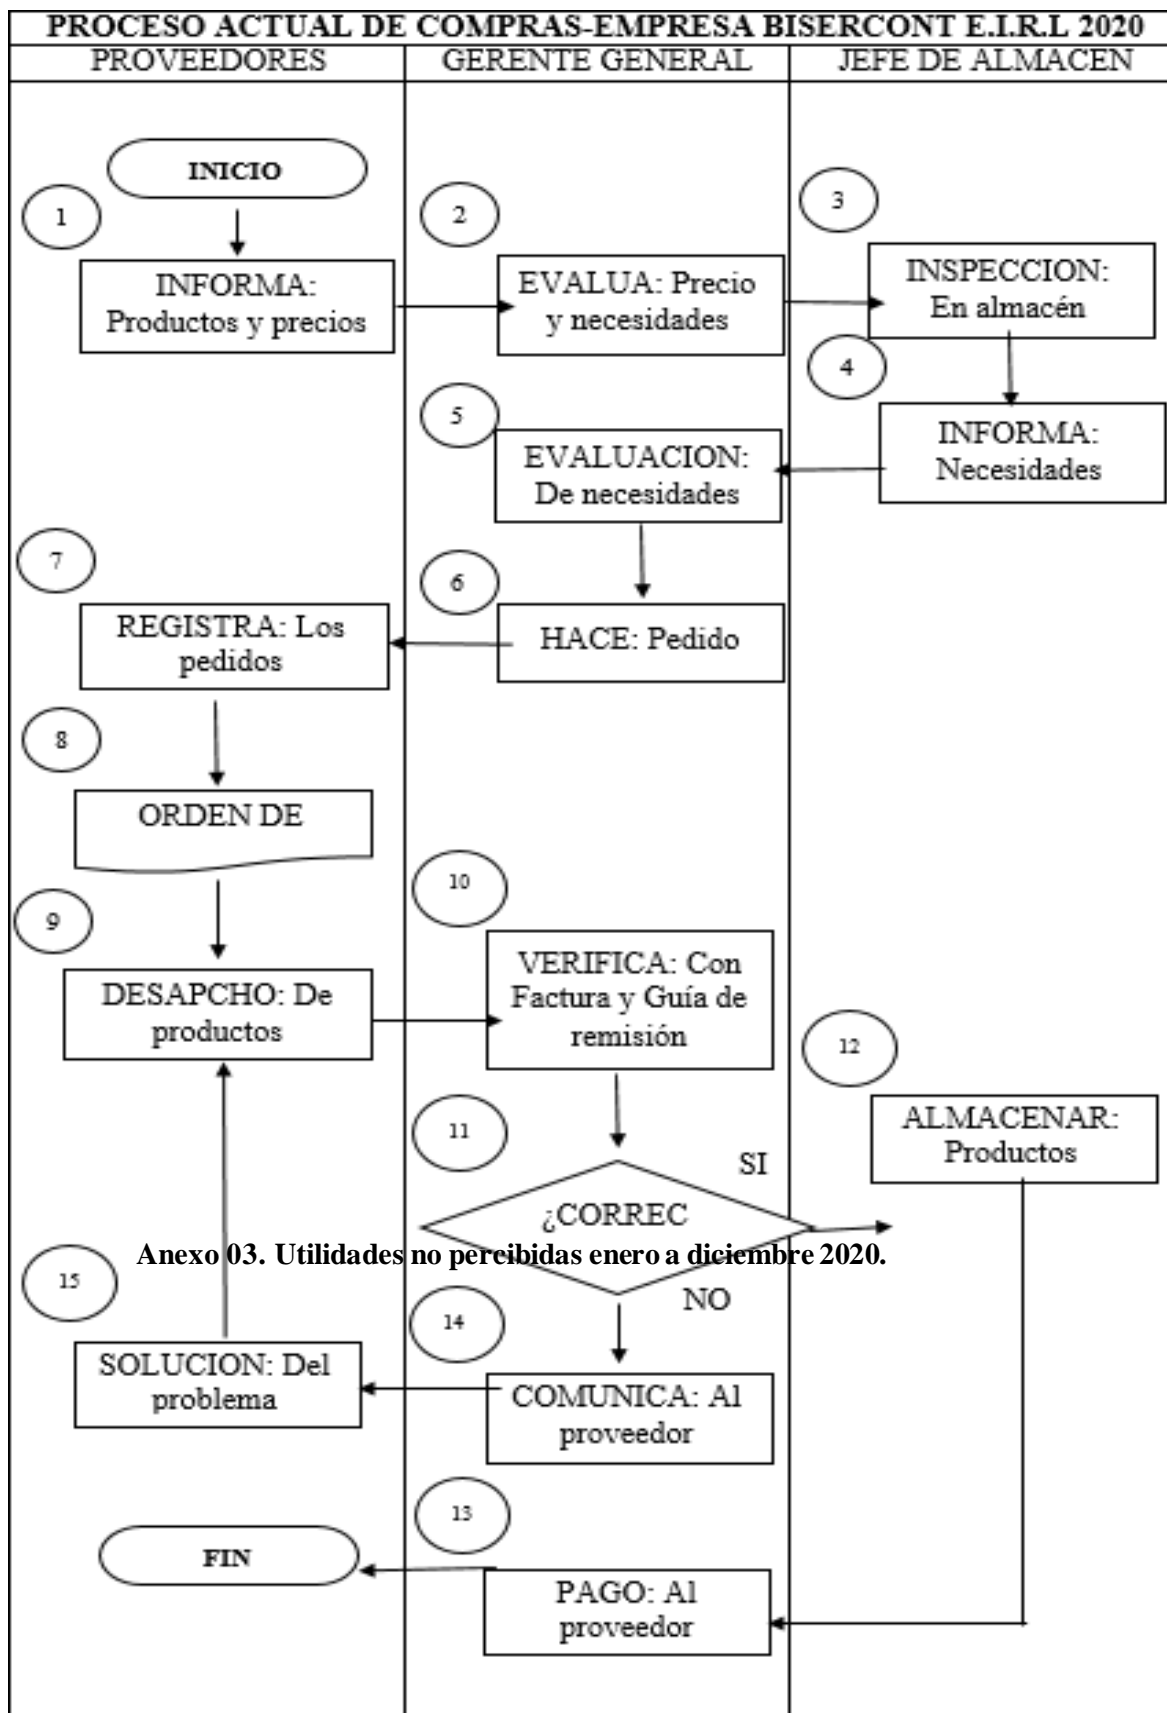 PROCESO ACTUAL DE COMPRAS-EMPRESA BISERCONT E.I.R.L 2020
PROVEEDORES
GERENTE GENERAL
JEFE DE ALMACEN
INICIO
1
INFORMA:
Productos y precios
2
EVALUA: Precio
y necesidades
3
INSPECCION:
En almacén
4
INFORMA:
Necesidades
5
EVALUACION:
De necesidades
6
HACE: Pedido
7
REGISTRA: Los
pedidos
8
ORDEN DE
9
DESAPCHO: De
productos
10
VERIFICA: Con
Factura y Guía de
remisión
11
¿CORREC
SI
NO
12
ALMACENAR:
Productos
Anexo 03. Utilidades no percibidas enero a diciembre 2020.
14
COMUNICA: Al
proveedor
15
SOLUCION: Del
problema
13
PAGO: Al
proveedor
FIN